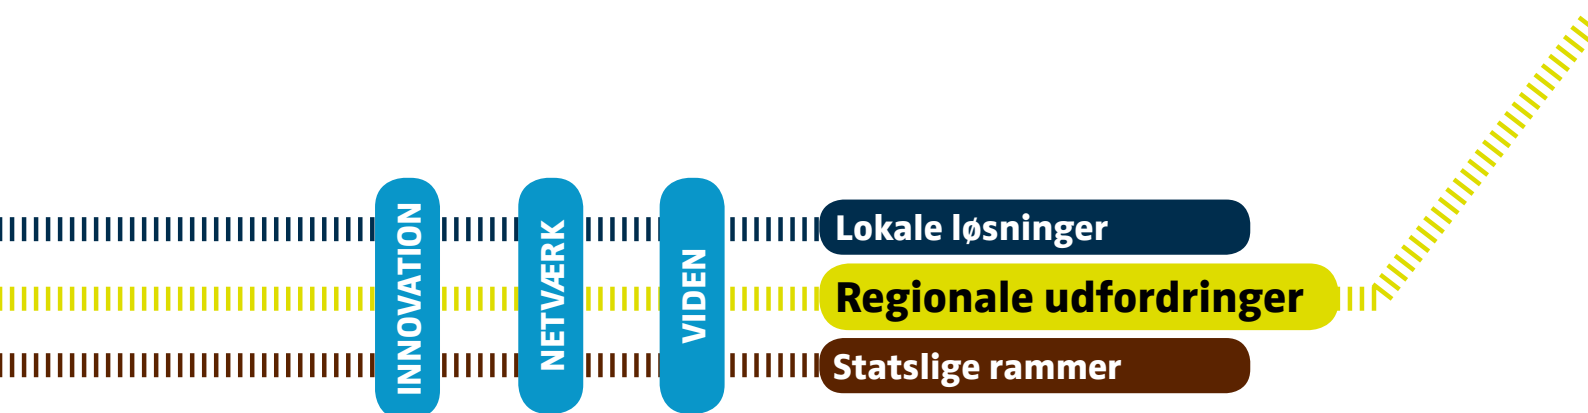 INNOVATION
NETVÆRK
VIDEN
Lokale løsninger
Regionale udfordringer
Statslige rammer